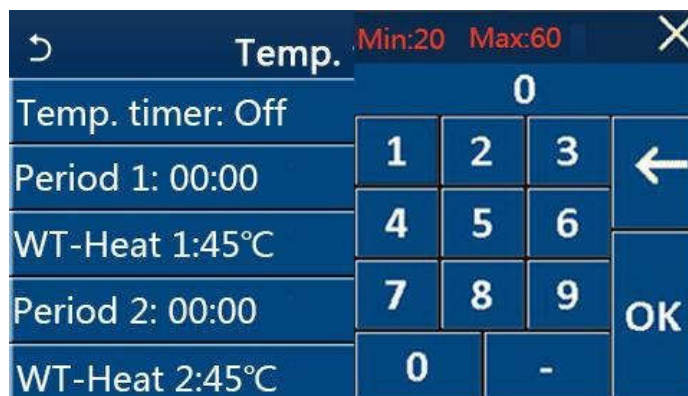 Temp.
Min:20 Max:60
0
Temp. timer: Off
Period 1: 00:00
WT-Heat 1:45℃
Period 2: 00:00
WT-Heat 2:45℃
1 2 3
4 5 6
7 8 9
OK
0 -